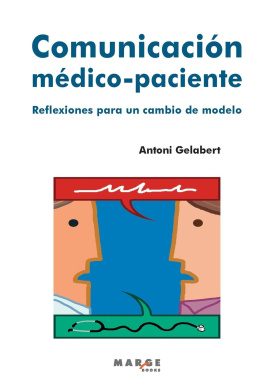 Comunicación
médico-paciente
Reflexiones para un cambio de modelo
Antoni Gelabert
MARGE
BOOKS